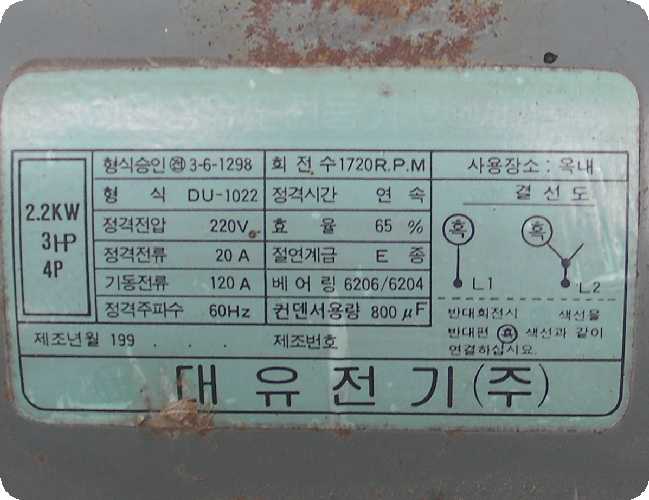 2.2KW
3HP
4P
형식승인 ㉠ 3-6-1298
형 식 DU-1022
정격전압 220V
정격전류 20 A
기동전류 120 A
정격주파수 60Hz
회 전 수 1720 R.P.M
정격시간 연 속
효 율 65 %
절연계급 E 종
베 어 링 6206/6204
컨덴서용량 800 μF
사용장소 : 옥내
결 선 도
흑 흑
L1 L2
반대회전시 색선을
반대편 흑 색선과 같이
연결하십시요.
제조년월 199 . . . 제조번호
대 유 전 기 (주)